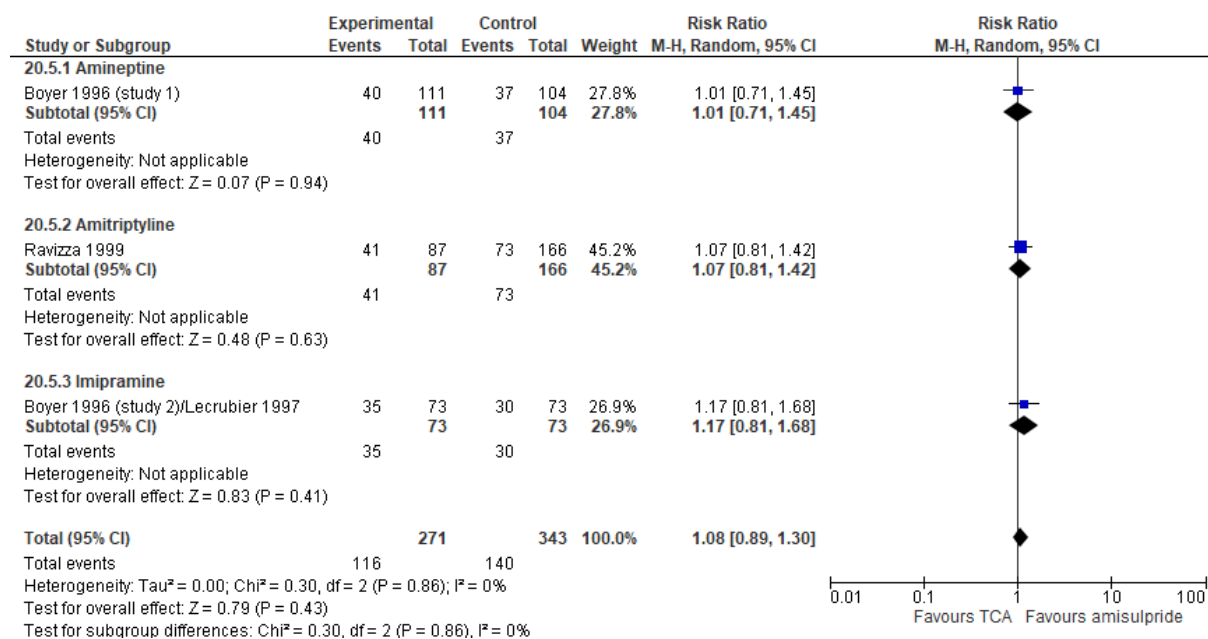 Experimental Control Risk Ratio Risk Ratio
Study or Subgroup Events Total Events Total Weight M-H, Random, 95% CI M-H, Random, 95% CI
20.5.1 Amineptine
Boyer 1996 (study 1) 40 111 37 104 27.8% 1.01 [0.71, 1.45]
Subtotal (95% CI) 111 104 27.8% 1.01 [0.71, 1.45]
Total events 40 37
Heterogeneity: Not applicable
Test for overall effect: Z = 0.07 (P = 0.94)
20.5.2 Amitriptyline
Ravizza 1999 41 87 73 166 45.2% 1.07 [0.81, 1.42]
Subtotal (95% CI) 87 166 45.2% 1.07 [0.81, 1.42]
Total events 41 73
Heterogeneity: Not applicable
Test for overall effect: Z = 0.48 (P = 0.63)
20.5.3 Imipramine
Boyer 1996 (study 2)/Lecrubier 1997 35 73 30 73 26.9% 1.17 [0.81, 1.68]
Subtotal (95% CI) 73 73 26.9% 1.17 [0.81, 1.68]
Total events 35 30
Heterogeneity: Not applicable
Test for overall effect: Z = 0.83 (P = 0.41)
Total (95% CI) 271 343 100.0% 1.08 [0.89, 1.30]
Total events 116 140
Heterogeneity: Tau² = 0.00; Chi² = 0.30, df = 2 (P = 0.86); I² = 0%
Test for overall effect: Z = 0.79 (P = 0.43)
Test for subgroup differences: Chi² = 0.30, df = 2 (P = 0.86), I² = 0%
0.01 0.1 1 10 100
Favours TCA Favours amisulpride